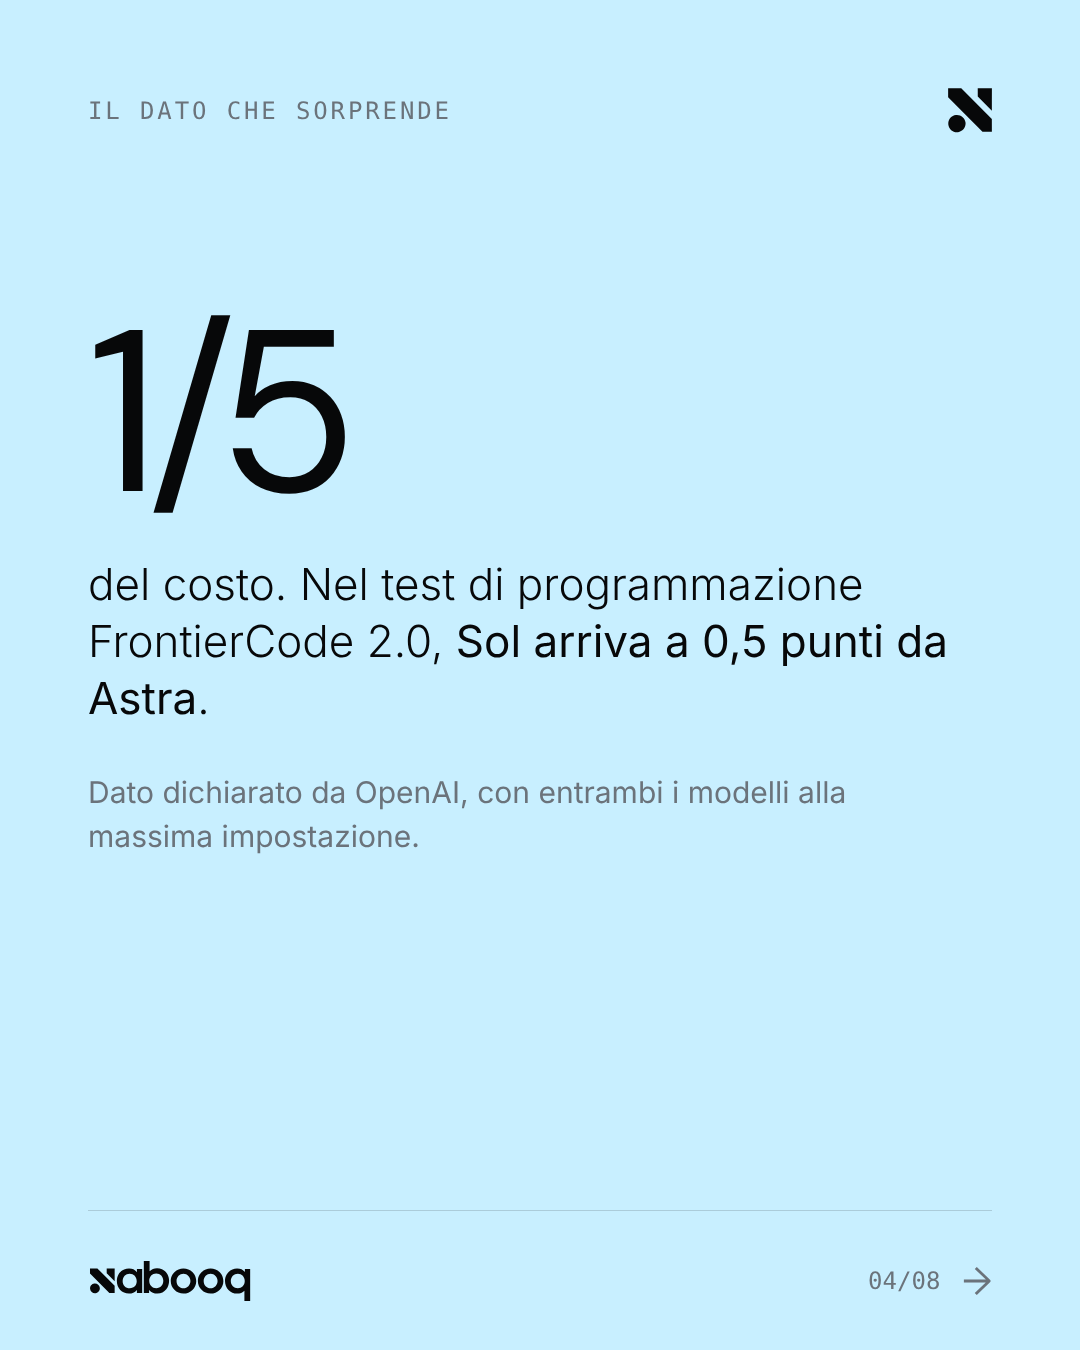 IL DATO CHE SORPRENDE
1/5
del costo. Nel test di programmazione
FrontierCode 2.0, Sol arriva a 0,5 punti da
Astra.
Dato dichiarato da OpenAI, con entrambi i modelli alla
massima impostazione.
nabooq
04/08 →